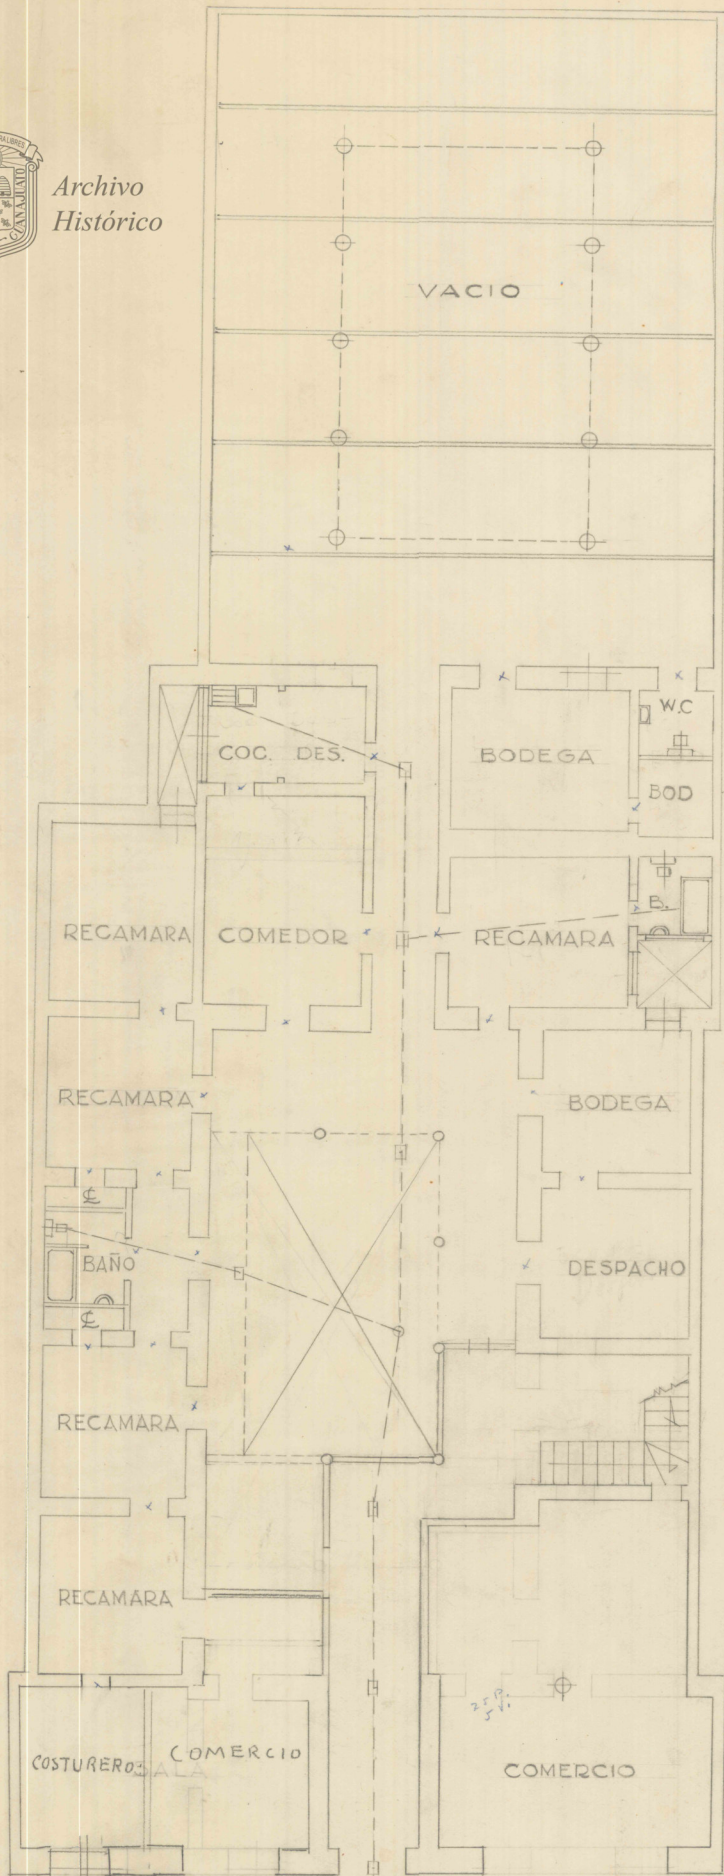 Archivo
Histórico
VACIO
W.C
COC. DES.
BODEGA
BOD
B.
RECAMARA
COMEDOR
RECAMARA
RECAMARA
BODEGA
BAÑO
DESPACHO
RECAMARA
RECAMARA
COSTURERO
SALA
COMERCIO
COMERCIO